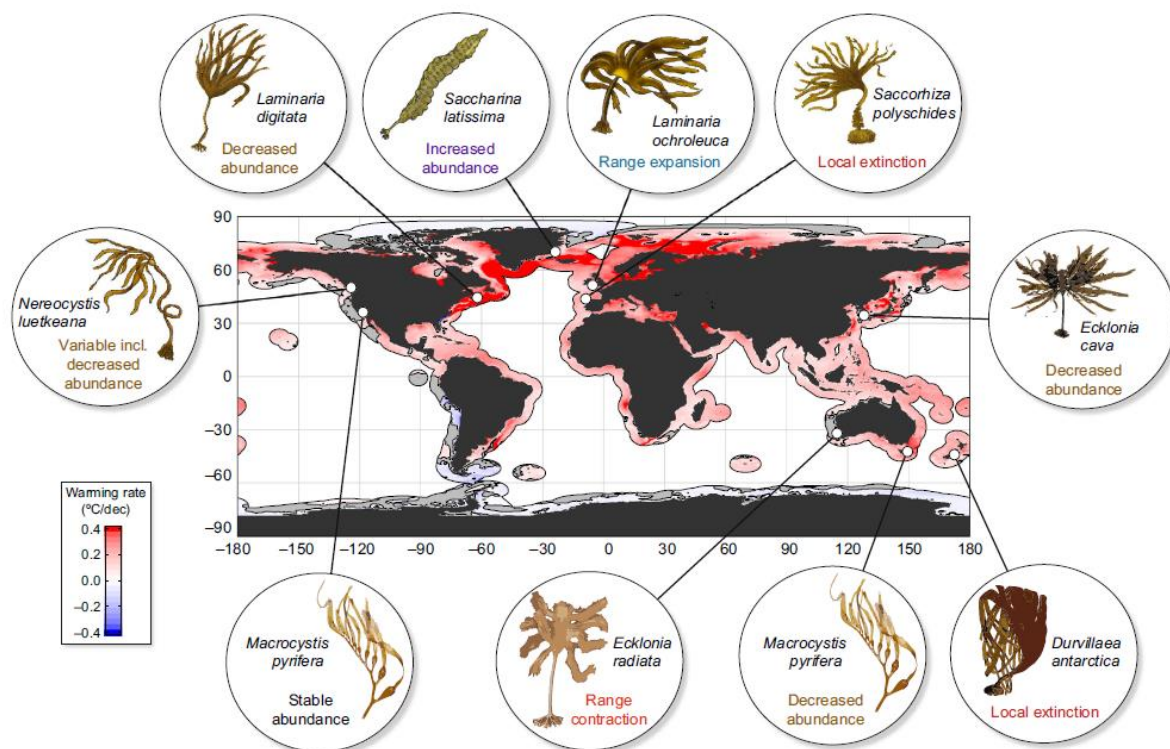 Laminaria
digitata
Decreased
abundance
Saccharina
latissima
Increased
abundance
Laminaria
ochroleuca
Range expansion
Saccorhiza
polyschides
Local extinction
Nereocystis
luetkeana
Variable incl.
decreased
abundance
Ecklonia
cava
Decreased
abundance
90
60
30
0
–30
–60
–90
–180 –150 –120 –90 –60 –30 0 30 60 90 120 150 180
Warming rate
(°C/dec)
0.4
0.2
0.0
–0.2
–0.4
Macrocystis
pyrifera
Stable
abundance
Ecklonia
radiata
Range
contraction
Macrocystis
pyrifera
Decreased
abundance
Durvillaea
antarctica
Local extinction